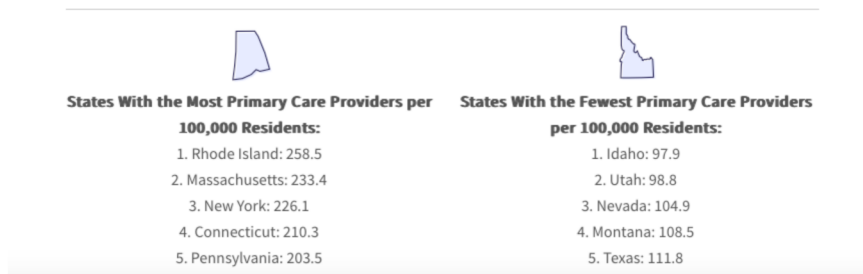 States With the Most Primary Care Providers per
100,000 Residents:
1. Rhode Island: 258.5
2. Massachusetts: 233.4
3. New York: 226.1
4. Connecticut: 210.3
5. Pennsylvania: 203.5
States With the Fewest Primary Care Providers
per 100,000 Residents:
1. Idaho: 97.9
2. Utah: 98.8
3. Nevada: 104.9
4. Montana: 108.5
5. Texas: 111.8